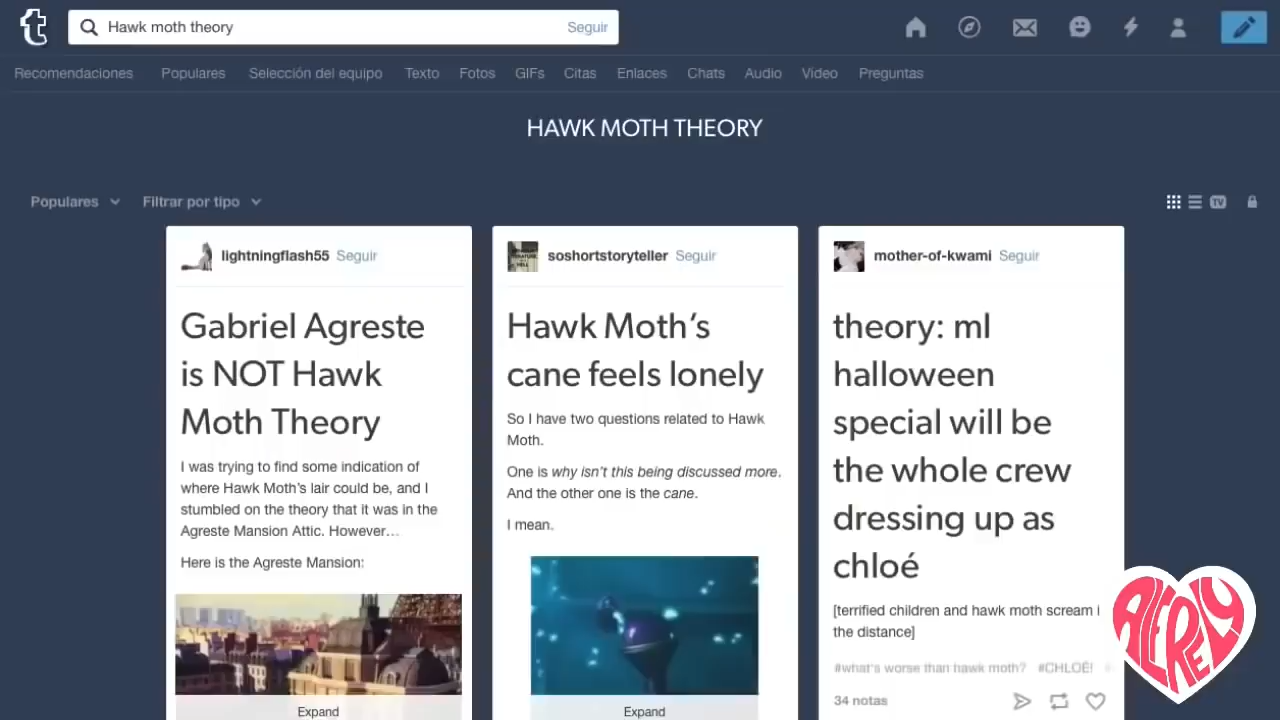 t
Hawk moth theory
Seguir
Recomendaciones Populares Selección del equipo Texto Fotos GIFs Citas Enlaces Chats Audio Video Preguntas
HAWK MOTH THEORY
Populares Filtrar por tipo
TV
lightningflash55 Seguir
Gabriel Agreste
is NOT Hawk
Moth Theory
I was trying to find some indication of
where Hawk Moth's lair could be, and I
stumbled on the theory that it was in the
Agreste Mansion Attic. However...
Here is the Agreste Mansion:
Expand
soshortstoryteller Seguir
Hawk Moth's
cane feels lonely
So I have two questions related to Hawk
Moth.
One is why isn't this being discussed more.
And the other one is the cane.
I mean.
Expand
mother-of-kwami Seguir
theory: ml
halloween
special will be
the whole crew
dressing up as
chloé
[terrified children and hawk moth scream i
the distance]
#what's worse than hawk moth? #CHLOÉ! #
34 notas